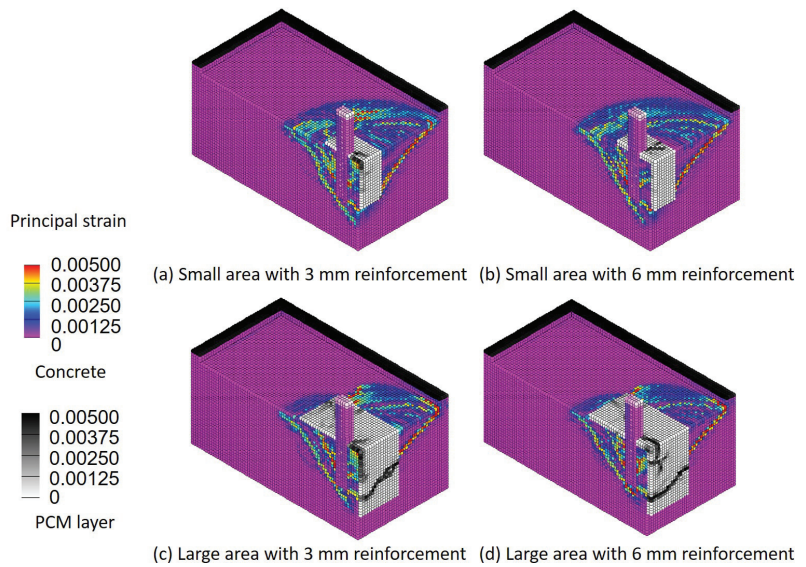 Principal strain
0.00500
0.00375
0.00250
0.00125
0
Concrete
0.00500
0.00375
0.00250
0.00125
0
PCM layer
(a) Small area with 3 mm reinforcement
(b) Small area with 6 mm reinforcement
(c) Large area with 3 mm reinforcement
(d) Large area with 6 mm reinforcement